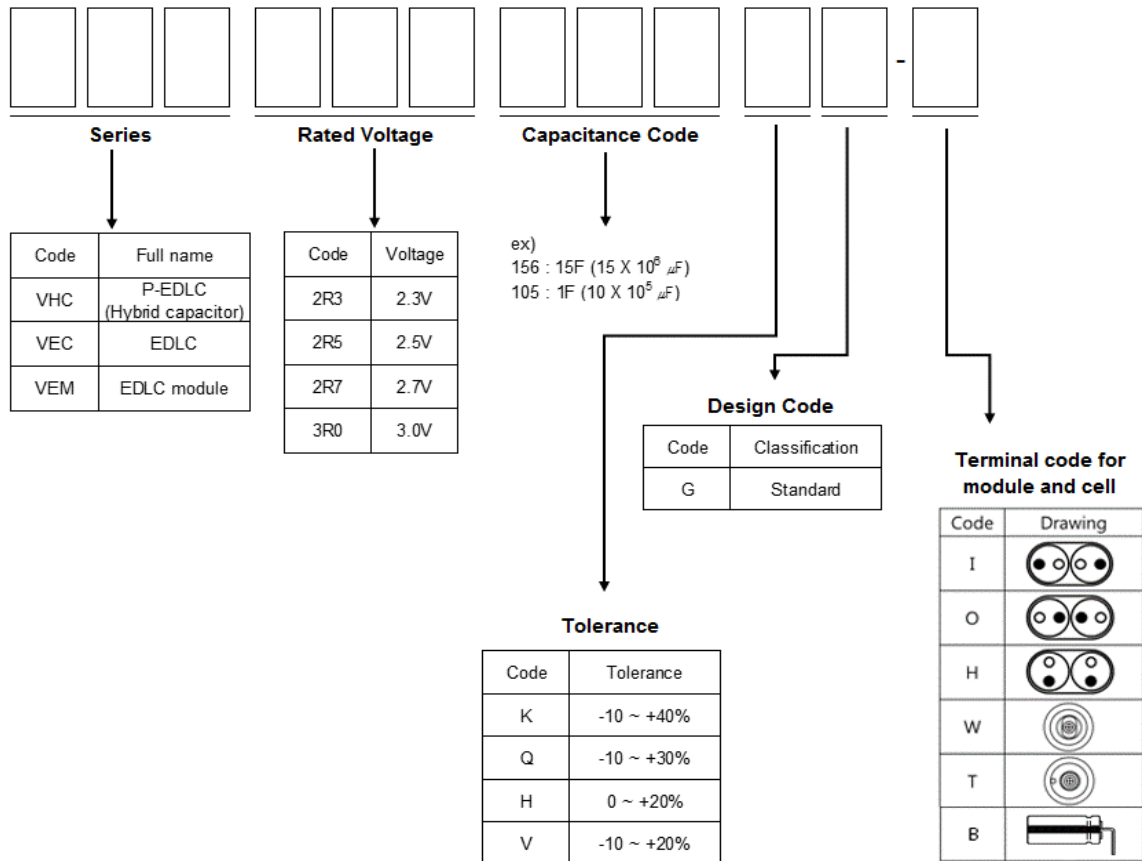 -
Series
Rated Voltage
Capacitance Code
Code Full name
VHC P-EDLC
(Hybrid capacitor)
VEC EDLC
VEM EDLC module
Code Voltage
2R3 2.3V
2R5 2.5V
2R7 2.7V
3R0 3.0V
ex)
156 : 15F (15 X 10⁶ ㎌)
105 : 1F (10 X 10⁵ ㎌)
Design Code
Code Classification
G Standard
Terminal code for
module and cell
Code Drawing
I
O
H
W
T
B
Tolerance
Code Tolerance
K -10 ~ +40%
Q -10 ~ +30%
H 0 ~ +20%
V -10 ~ +20%